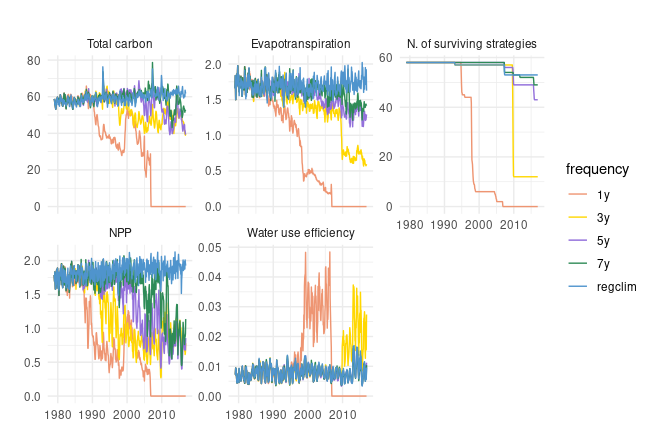 Total carbon
Evapotranspiration
N. of surviving strategies
80
60
40
20
0
2.0
1.5
1.0
0.5
0.0
60
40
20
0
1980 1990 2000 2010
NPP
Water use efficiency
2.0
1.5
1.0
0.5
0.0
0.05
0.04
0.03
0.02
0.01
0.00
1980 1990 2000 2010
1980 1990 2000 2010
frequency
1y
3y
5y
7y
regclim